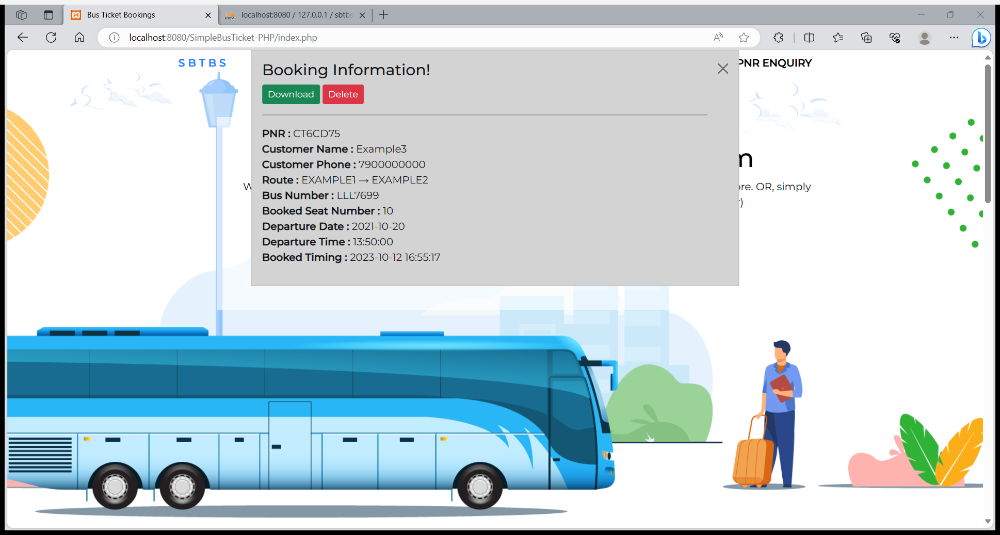 Bus Ticket Bookings
localhost:8080 / 127.0.0.1 / sbtbs
localhost:8080/SimpleBusTicket-PHP/index.php
SBTBS
PNR ENQUIRY
Booking Information!
Download Delete
PNR : CT6CD75
Customer Name : Example3
Customer Phone : 7900000000
Route : EXAMPLE1 → EXAMPLE2
Bus Number : LLL7699
Booked Seat Number : 10
Departure Date : 2021-10-20
Departure Time : 13:50:00
Booked Timing : 2023-10-12 16:55:17
OR, simply
PMA